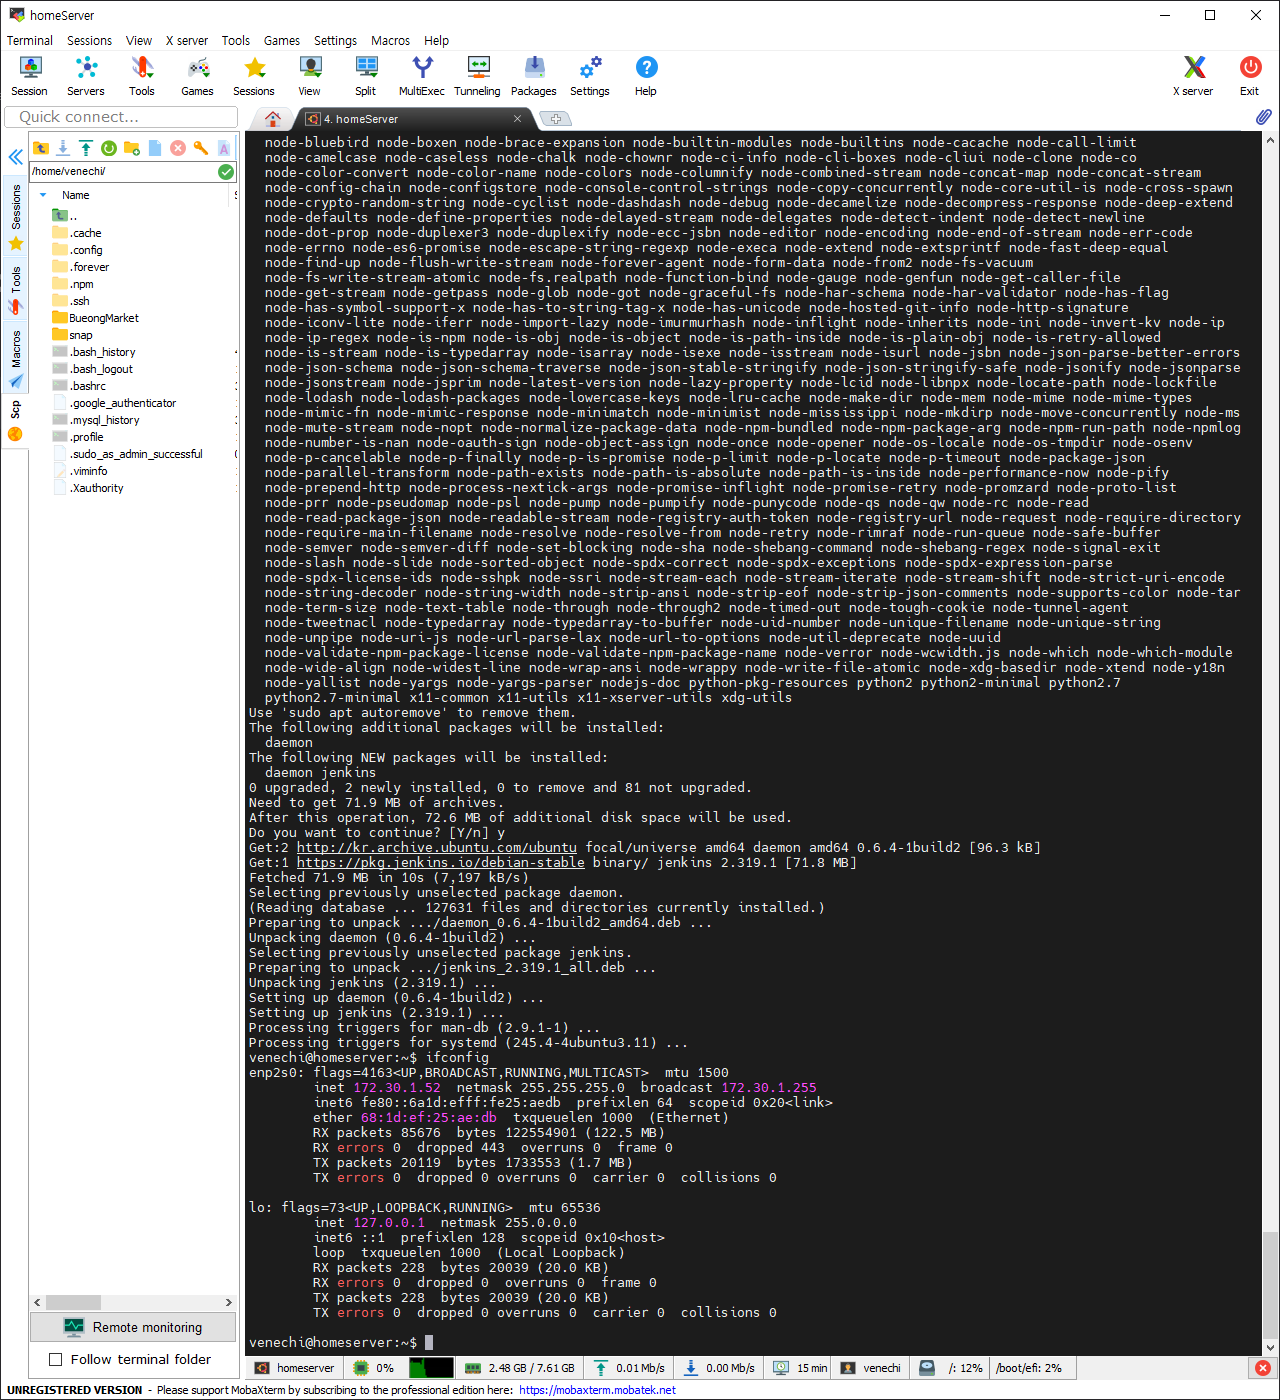 homeServer
Terminal Sessions View X server Tools Games Settings Macros Help
Session Servers Tools Games Sessions View Split MultiExec Tunneling Packages Settings Help X server Exit
Quick connect...
4. homeServer
/home/venechi/
Name
..
.cache
.config
.forever
.npm
.ssh
BueongMarket
snap
.bash_history
.bash_logout
.bashrc
.google_authenticator
.mysql_history
.profile
.sudo_as_admin_successful
.viminfo
.Xauthority
Sessions
Tools
Macros
Scp
Remote monitoring
Follow terminal folder
node-bluebird node-boxen node-brace-expansion node-builtin-modules node-builtins node-cacache node-call-limit
node-camelcase node-caseless node-chalk node-chownr node-ci-info node-cli-boxes node-cliui node-clone node-co
node-color-convert node-color-name node-colors node-columnify node-combined-stream node-concat-map node-concat-stream
node-config-chain node-configstore node-console-control-strings node-copy-concurrently node-core-util-is node-cross-spawn
node-crypto-random-string node-cyclist node-dashdash node-debug node-decamelize node-decompress-response node-deep-extend
node-defaults node-define-properties node-delayed-stream node-delegates node-detect-indent node-detect-newline
node-dot-prop node-duplexer3 node-duplexify node-ecc-jsbn node-editor node-encoding node-end-of-stream node-err-code
node-errno node-es6-promise node-escape-string-regexp node-execa node-extend node-extsprintf node-fast-deep-equal
node-find-up node-flush-write-stream node-forever-agent node-form-data node-from2 node-fs-vacuum
node-fs-write-stream-atomic node-fs.realpath node-function-bind node-gauge node-genfun node-get-caller-file
node-get-stream node-getpass node-glob node-got node-graceful-fs node-har-schema node-har-validator node-has-flag
node-has-symbol-support-x node-has-to-string-tag-x node-has-unicode node-hosted-git-info node-http-signature
node-iconv-lite node-iferr node-import-lazy node-imurmurhash node-inflight node-inherits node-ini node-invert-kv node-ip
node-ip-regex node-is-npm node-is-obj node-is-object node-is-path-inside node-is-plain-obj node-is-retry-allowed
node-is-stream node-is-typedarray node-isarray node-isexe node-isstream node-isurl node-jsbn node-json-parse-better-errors
node-json-schema node-json-schema-traverse node-json-stable-stringify node-json-stringify-safe node-jsonify node-jsonparse
node-jsonstream node-jsprim node-latest-version node-lazy-property node-lcid node-libnpx node-locate-path node-lockfile
node-lodash node-lodash-packages node-lowercase-keys node-lru-cache node-make-dir node-mem node-mime node-mime-types
node-mimic-fn node-mimic-response node-minimatch node-minimist node-mississippi node-mkdirp node-move-concurrently node-ms
node-mute-stream node-nopt node-normalize-package-data node-npm-bundled node-npm-package-arg node-npm-run-path node-npmlog
node-number-is-nan node-oauth-sign node-object-assign node-once node-opener node-os-locale node-os-tmpdir node-osenv
node-p-cancelable node-p-finally node-p-is-promise node-p-limit node-p-locate node-p-timeout node-package-json
node-parallel-transform node-path-exists node-path-is-absolute node-path-is-inside node-performance-now node-pify
node-prepend-http node-process-nextick-args node-promise-inflight node-promise-retry node-promzard node-proto-list
node-prr node-pseudomap node-psl node-pump node-pumpify node-punycode node-qs node-qw node-rc node-read
node-read-package-json node-readable-stream node-registry-auth-token node-registry-url node-request node-require-directory
node-require-main-filename node-resolve node-resolve-from node-retry node-rimraf node-run-queue node-safe-buffer
node-semver node-semver-diff node-set-blocking node-sha node-shebang-command node-shebang-regex node-signal-exit
node-slash node-slide node-sorted-object node-spdx-correct node-spdx-exceptions node-spdx-expression-parse
node-spdx-license-ids node-sshpk node-ssri node-stream-each node-stream-iterate node-stream-shift node-strict-uri-encode
node-string-decoder node-string-width node-strip-ansi node-strip-eof node-strip-json-comments node-supports-color node-tar
node-term-size node-text-table node-through node-through2 node-timed-out node-tough-cookie node-tunnel-agent
node-tweetnacl node-typedarray node-typedarray-to-buffer node-uid-number node-unique-filename node-unique-string
node-unpipe node-uri-js node-url-parse-lax node-url-to-options node-util-deprecate node-uuid
node-validate-npm-package-license node-validate-npm-package-name node-verror node-wcwidth.js node-which node-which-module
node-wide-align node-widest-line node-wrap-ansi node-wrappy node-write-file-atomic node-xdg-basedir node-xtend node-y18n
node-yallist node-yargs node-yargs-parser nodejs-doc python-pkg-resources python2 python2-minimal python2.7
python2.7-minimal x11-common x11-utils x11-xserver-utils xdg-utils
Use 'sudo apt autoremove' to remove them.
The following additional packages will be installed:
daemon
The following NEW packages will be installed:
daemon jenkins
0 upgraded, 2 newly installed, 0 to remove and 81 not upgraded.
Need to get 71.9 MB of archives.
After this operation, 72.6 MB of additional disk space will be used.
Do you want to continue? [Y/n] y
Get:2 http://kr.archive.ubuntu.com/ubuntu focal/universe amd64 daemon amd64 0.6.4-1build2 [96.3 kB]
Get:1 https://pkg.jenkins.io/debian-stable binary/ jenkins 2.319.1 [71.8 MB]
Fetched 71.9 MB in 10s (7,197 kB/s)
Selecting previously unselected package daemon.
(Reading database ... 127631 files and directories currently installed.)
Preparing to unpack .../daemon_0.6.4-1build2_amd64.deb ...
Unpacking daemon (0.6.4-1build2) ...
Selecting previously unselected package jenkins.
Preparing to unpack .../jenkins_2.319.1_all.deb ...
Unpacking jenkins (2.319.1) ...
Setting up daemon (0.6.4-1build2) ...
Setting up jenkins (2.319.1) ...
Processing triggers for man-db (2.9.1-1) ...
Processing triggers for systemd (245.4-4ubuntu3.11) ...
venechi@homeserver:~$ ifconfig
enp2s0: flags=4163<UP,BROADCAST,RUNNING,MULTICAST>  mtu 1500
inet 172.30.1.52  netmask 255.255.255.0  broadcast 172.30.1.255
inet6 fe80::6a1d:efff:fe25:aedb  prefixlen 64  scopeid 0x20<link>
ether 68:1d:ef:25:ae:db  txqueuelen 1000  (Ethernet)
RX packets 85676  bytes 122554901 (122.5 MB)
RX errors 0  dropped 443  overruns 0  frame 0
TX packets 20119  bytes 1733553 (1.7 MB)
TX errors 0  dropped 0 overruns 0  carrier 0  collisions 0
lo: flags=73<UP,LOOPBACK,RUNNING>  mtu 65536
inet 127.0.0.1  netmask 255.0.0.0
inet6 ::1  prefixlen 128  scopeid 0x10<host>
loop  txqueuelen 1000  (Local Loopback)
RX packets 228  bytes 20039 (20.0 KB)
RX errors 0  dropped 0  overruns 0  frame 0
TX packets 228  bytes 20039 (20.0 KB)
TX errors 0  dropped 0 overruns 0  carrier 0  collisions 0
venechi@homeserver:~$
homeserver 0% 2.48 GB / 7.61 GB 0.01 Mb/s 0.00 Mb/s 15 min venechi /: 12% /boot/efi: 2%
UNREGISTERED VERSION - Please support MobaXterm by subscribing to the professional edition here: https://mobaxterm.mobatek.net